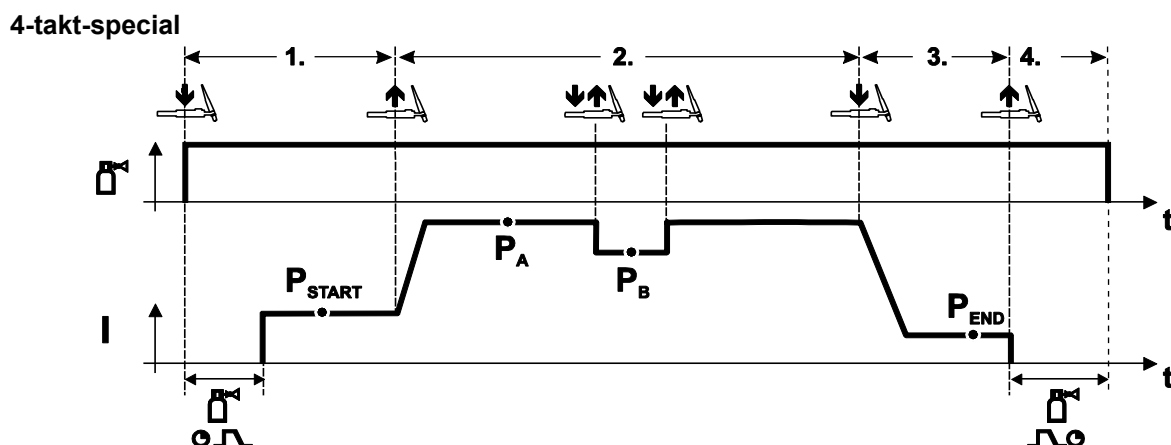 4-takt-special
1. 2. 3. 4.
t
P_A
P_B
P_START
P_END
I
t